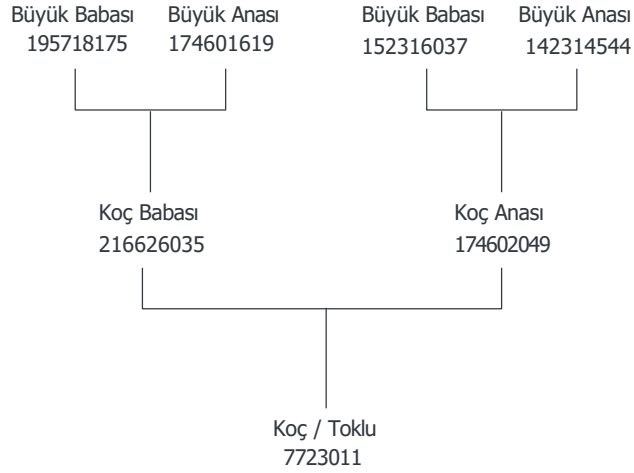 Büyük Babası Büyük Anası Büyük Babası Büyük Anası
195718175 174601619 152316037 142314544
Koç Babası Koç Anası
216626035 174602049
Koç / Toklu
7723011